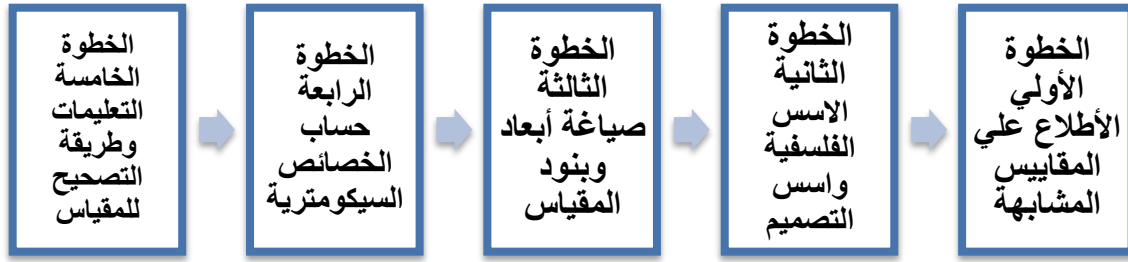 الخطوة
الأولي
الأطلاع علي
المقاييس
المشابهة
الخطوة
الثانية
الاسس
الفلسفية
واسس
التصميم
الخطوة
الثالثة
صياغة أبعاد
وبنود
المقياس
الخطوة
الرابعة
حساب
الخصائص
السيكومترية
الخطوة
الخامسة
التعليمات
وطريقة
التصحيح
للمقياس